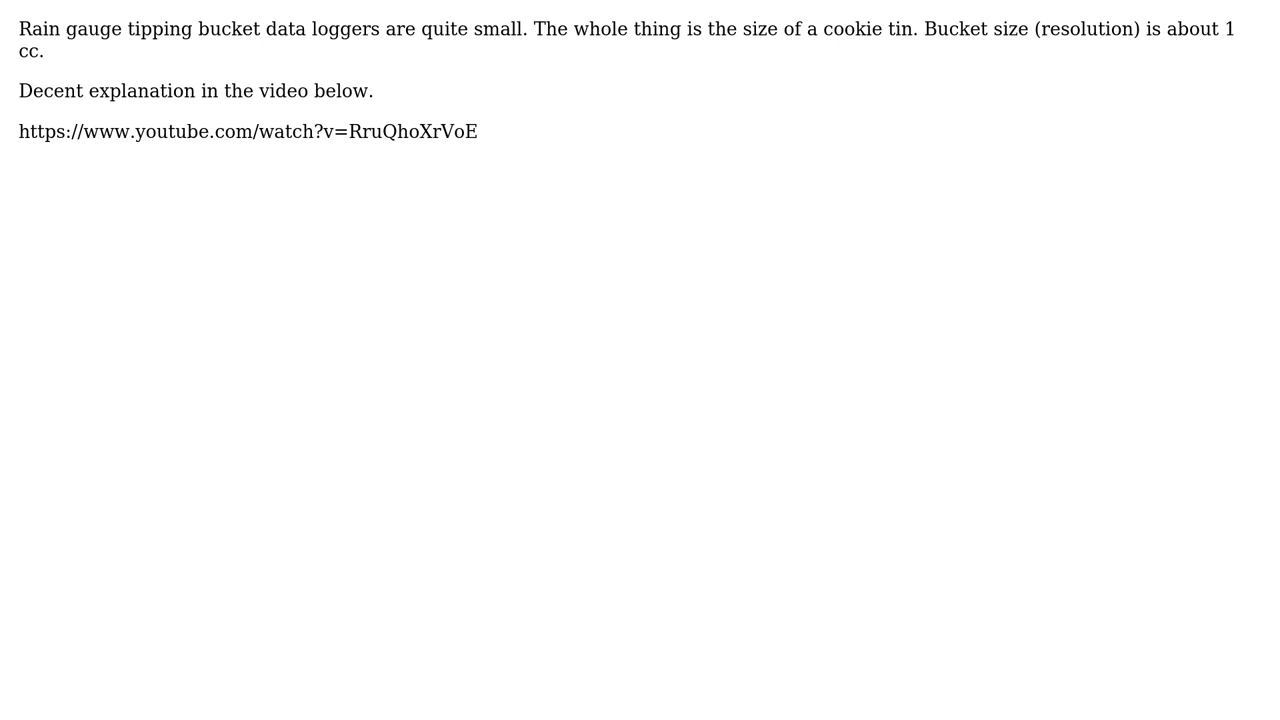 Rain gauge tipping bucket data loggers are quite small. The whole thing is the size of a cookie tin. Bucket size (resolution) is about 1
cc.
Decent explanation in the video below.
https://www.youtube.com/watch?v=RruQhoXrVoE